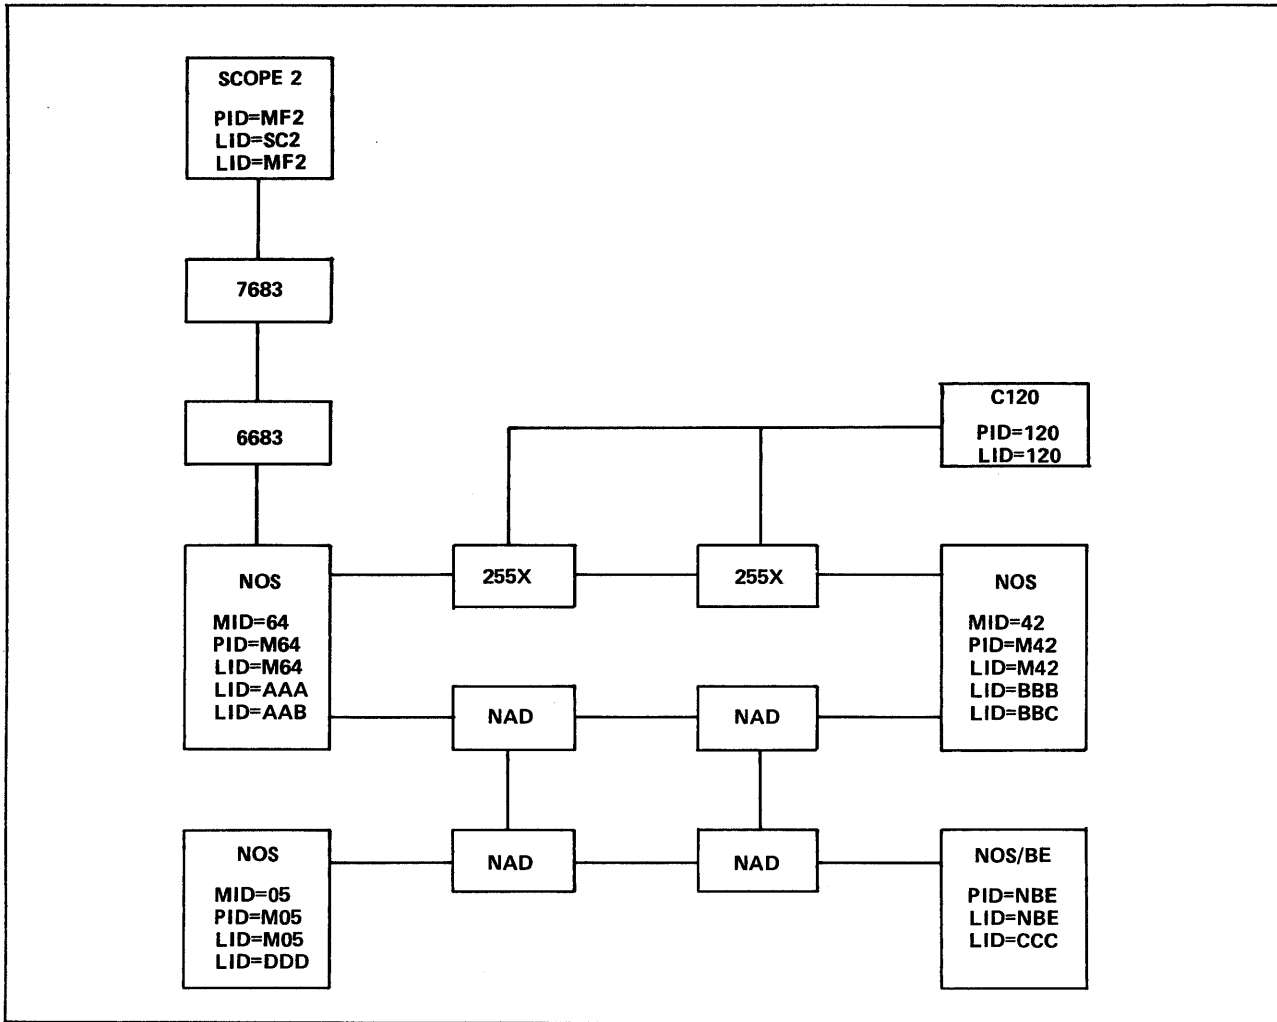 SCOPE 2
PID=MF2
LID=SC2
LID=MF2
7683
6683
C120
PID=120
LID=120
NOS
MID=64
PID=M64
LID=M64
LID=AAA
LID=AAB
255X
255X
NOS
MID=42
PID=M42
LID=M42
LID=BBB
LID=BBC
NAD
NAD
NOS
MID=05
PID=M05
LID=M05
LID=DDD
NAD
NAD
NOS/BE
PID=NBE
LID=NBE
LID=CCC